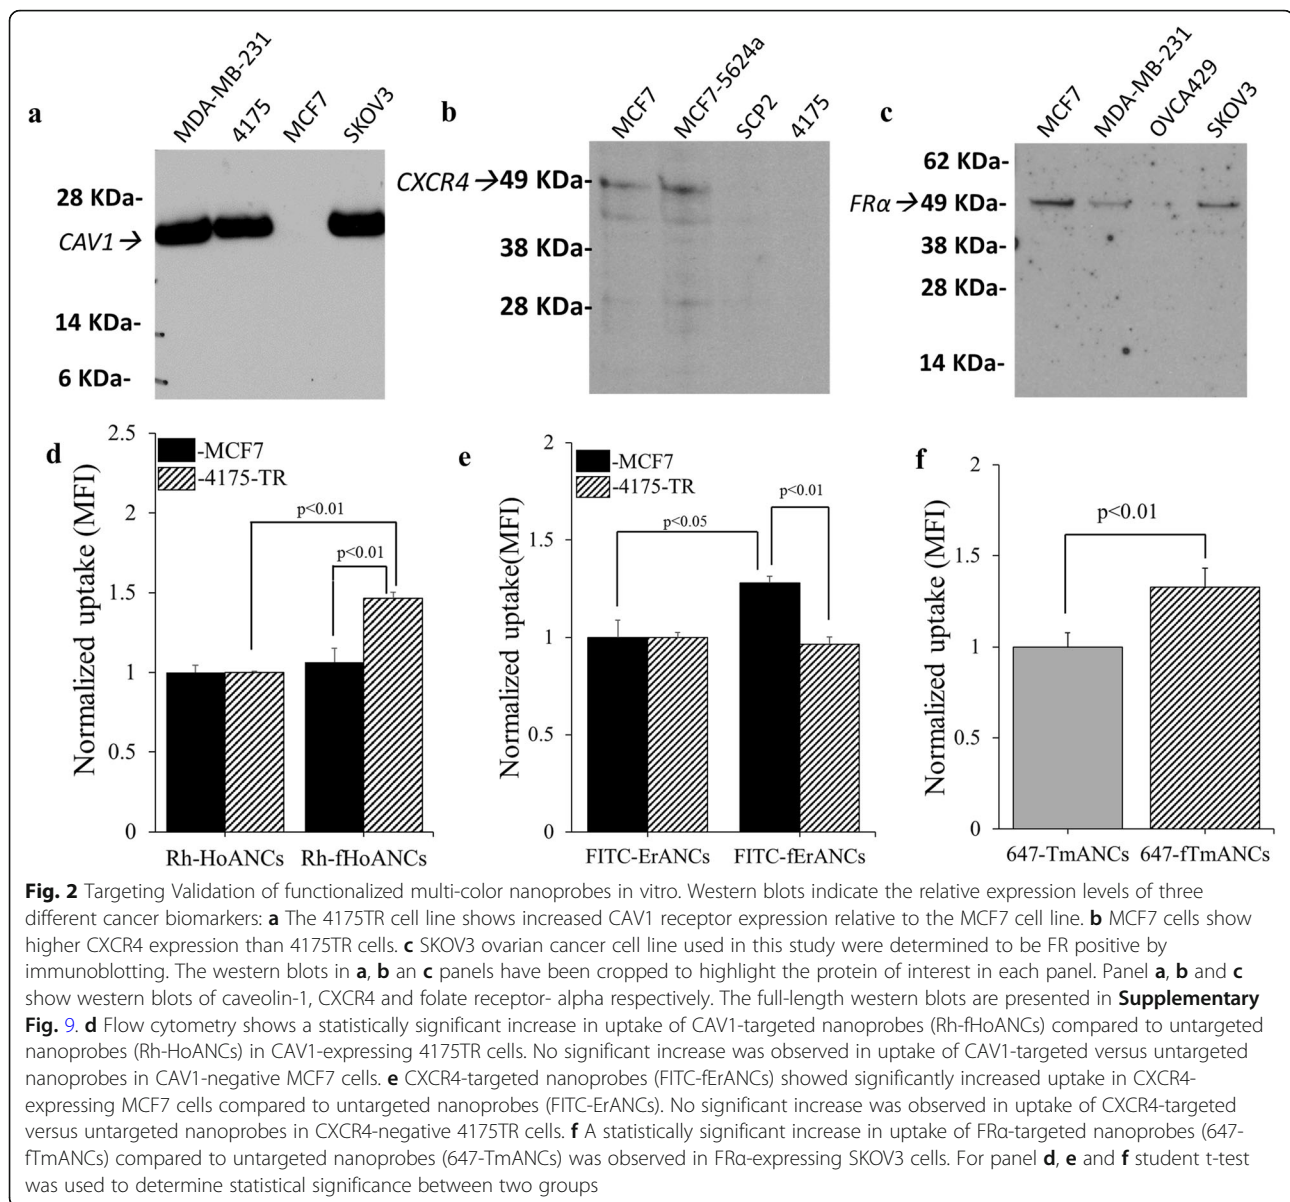 a
MDA-MB-231
4175
MCF7
SKOV3
28 KDa-
CAV1→
14 KDa-
6 KDa-
b
MCF7
MCF7-5624a
SCP2
4175
CXCR4→49 KDa-
38 KDa-
28 KDa-
c
MCF7
MDA-MB-231
OVCA429
SKOV3
62 KDa-
FRα→49 KDa-
38 KDa-
28 KDa-
14 KDa-
d
Normalized uptake (MFI)
2.5
2
1.5
1
0.5
0
-MCF7
-4175-TR
p<0.01
p<0.01
Rh-HoANCs Rh-fHoANCs
e
Normalized uptake(MFI)
2
1.5
1
0.5
0
-MCF7
-4175-TR
p<0.05
p<0.01
FITC-ErANCs FITC-fErANCs
f
Normalized uptake (MFI)
2
1.5
1
0.5
0
p<0.01
647-TmANCs 647-fTmANCs
Fig. 2 Targeting Validation of functionalized multi-color nanoprobes in vitro. Western blots indicate the relative expression levels of three
different cancer biomarkers: a The 4175TR cell line shows increased CAV1 receptor expression relative to the MCF7 cell line. b MCF7 cells show
higher CXCR4 expression than 4175TR cells. c SKOV3 ovarian cancer cell line used in this study were determined to be FR positive by
immunoblotting. The western blots in a, b an c panels have been cropped to highlight the protein of interest in each panel. Panel a, b and c
show western blots of caveolin-1, CXCR4 and folate receptor- alpha respectively. The full-length western blots are presented in Supplementary
Fig. 9. d Flow cytometry shows a statistically significant increase in uptake of CAV1-targeted nanoprobes (Rh-fHoANCs) compared to untargeted
nanoprobes (Rh-HoANCs) in CAV1-expressing 4175TR cells. No significant increase was observed in uptake of CAV1-targeted versus untargeted
nanoprobes in CAV1-negative MCF7 cells. e CXCR4-targeted nanoprobes (FITC-fErANCs) showed significantly increased uptake in CXCR4-
expressing MCF7 cells compared to untargeted nanoprobes (FITC-ErANCs). No significant increase was observed in uptake of CXCR4-targeted
versus untargeted nanoprobes in CXCR4-negative 4175TR cells. f A statistically significant increase in uptake of FRα-targeted nanoprobes (647-
fTmANCs) compared to untargeted nanoprobes (647-TmANCs) was observed in FRα-expressing SKOV3 cells. For panel d, e and f student t-test
was used to determine statistical significance between two groups